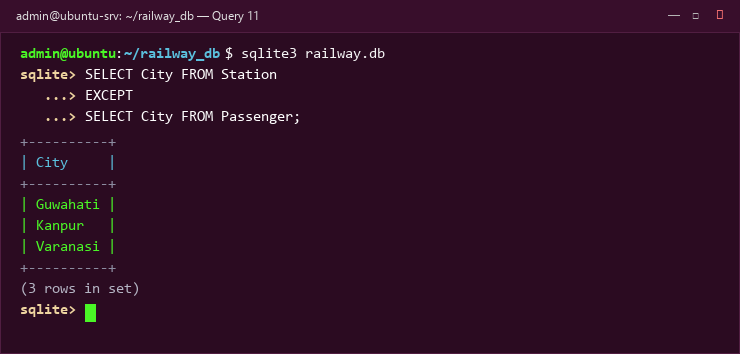 admin@ubuntu-srv: ~/railway_db — Query 11
admin@ubuntu:~/railway_db $ sqlite3 railway.db
sqlite> SELECT City FROM Station
...> EXCEPT
...> SELECT City FROM Passenger;
+----------+
| City     |
+----------+
| Guwahati |
| Kanpur   |
| Varanasi |
+----------+
(3 rows in set)
sqlite>